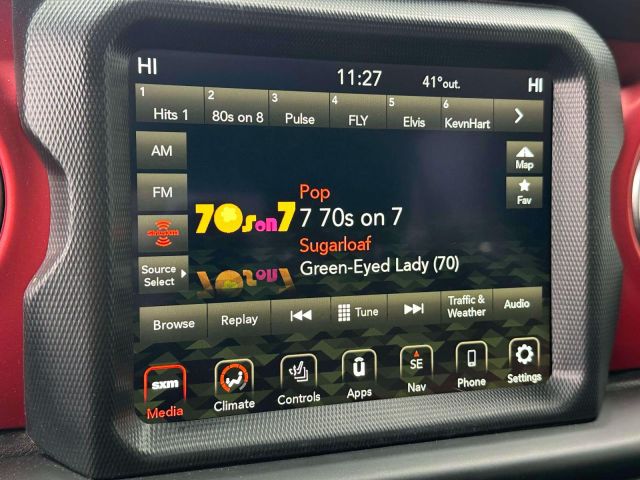 HI 11:27 41°out. HI
1 Hits 1 2 80s on 8 3 Pulse 4 FLY 5 Elvis 6 KevnHart
AM
Map
Pop
FM
Fav
70s on 7 7 70s on 7
siriusxm
Sugarloaf
Source
Select
Green-Eyed Lady (70)
Browse Replay Tune Traffic &
Weather Audio
sxm SE
Media Climate Controls Apps Nav Phone Settings